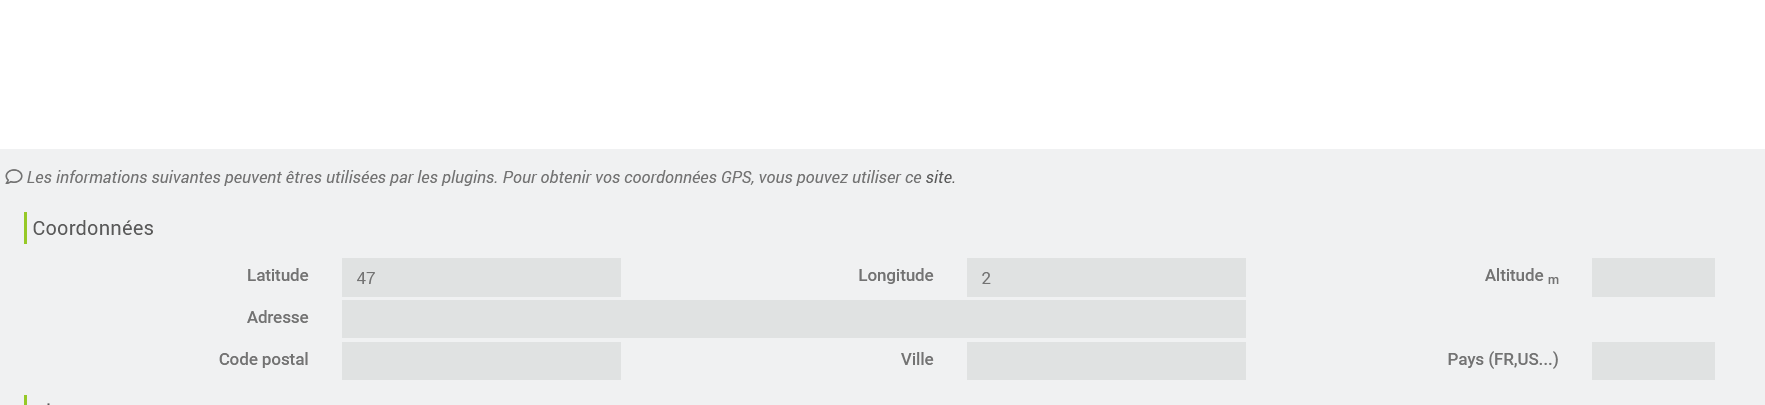 Les informations suivantes peuvent êtres utilisées par les plugins. Pour obtenir vos coordonnées GPS, vous pouvez utiliser ce site.
Coordonnées
Latitude 47 Longitude 2 Altitude m
Adresse
Code postal Ville Pays (FR,US...)